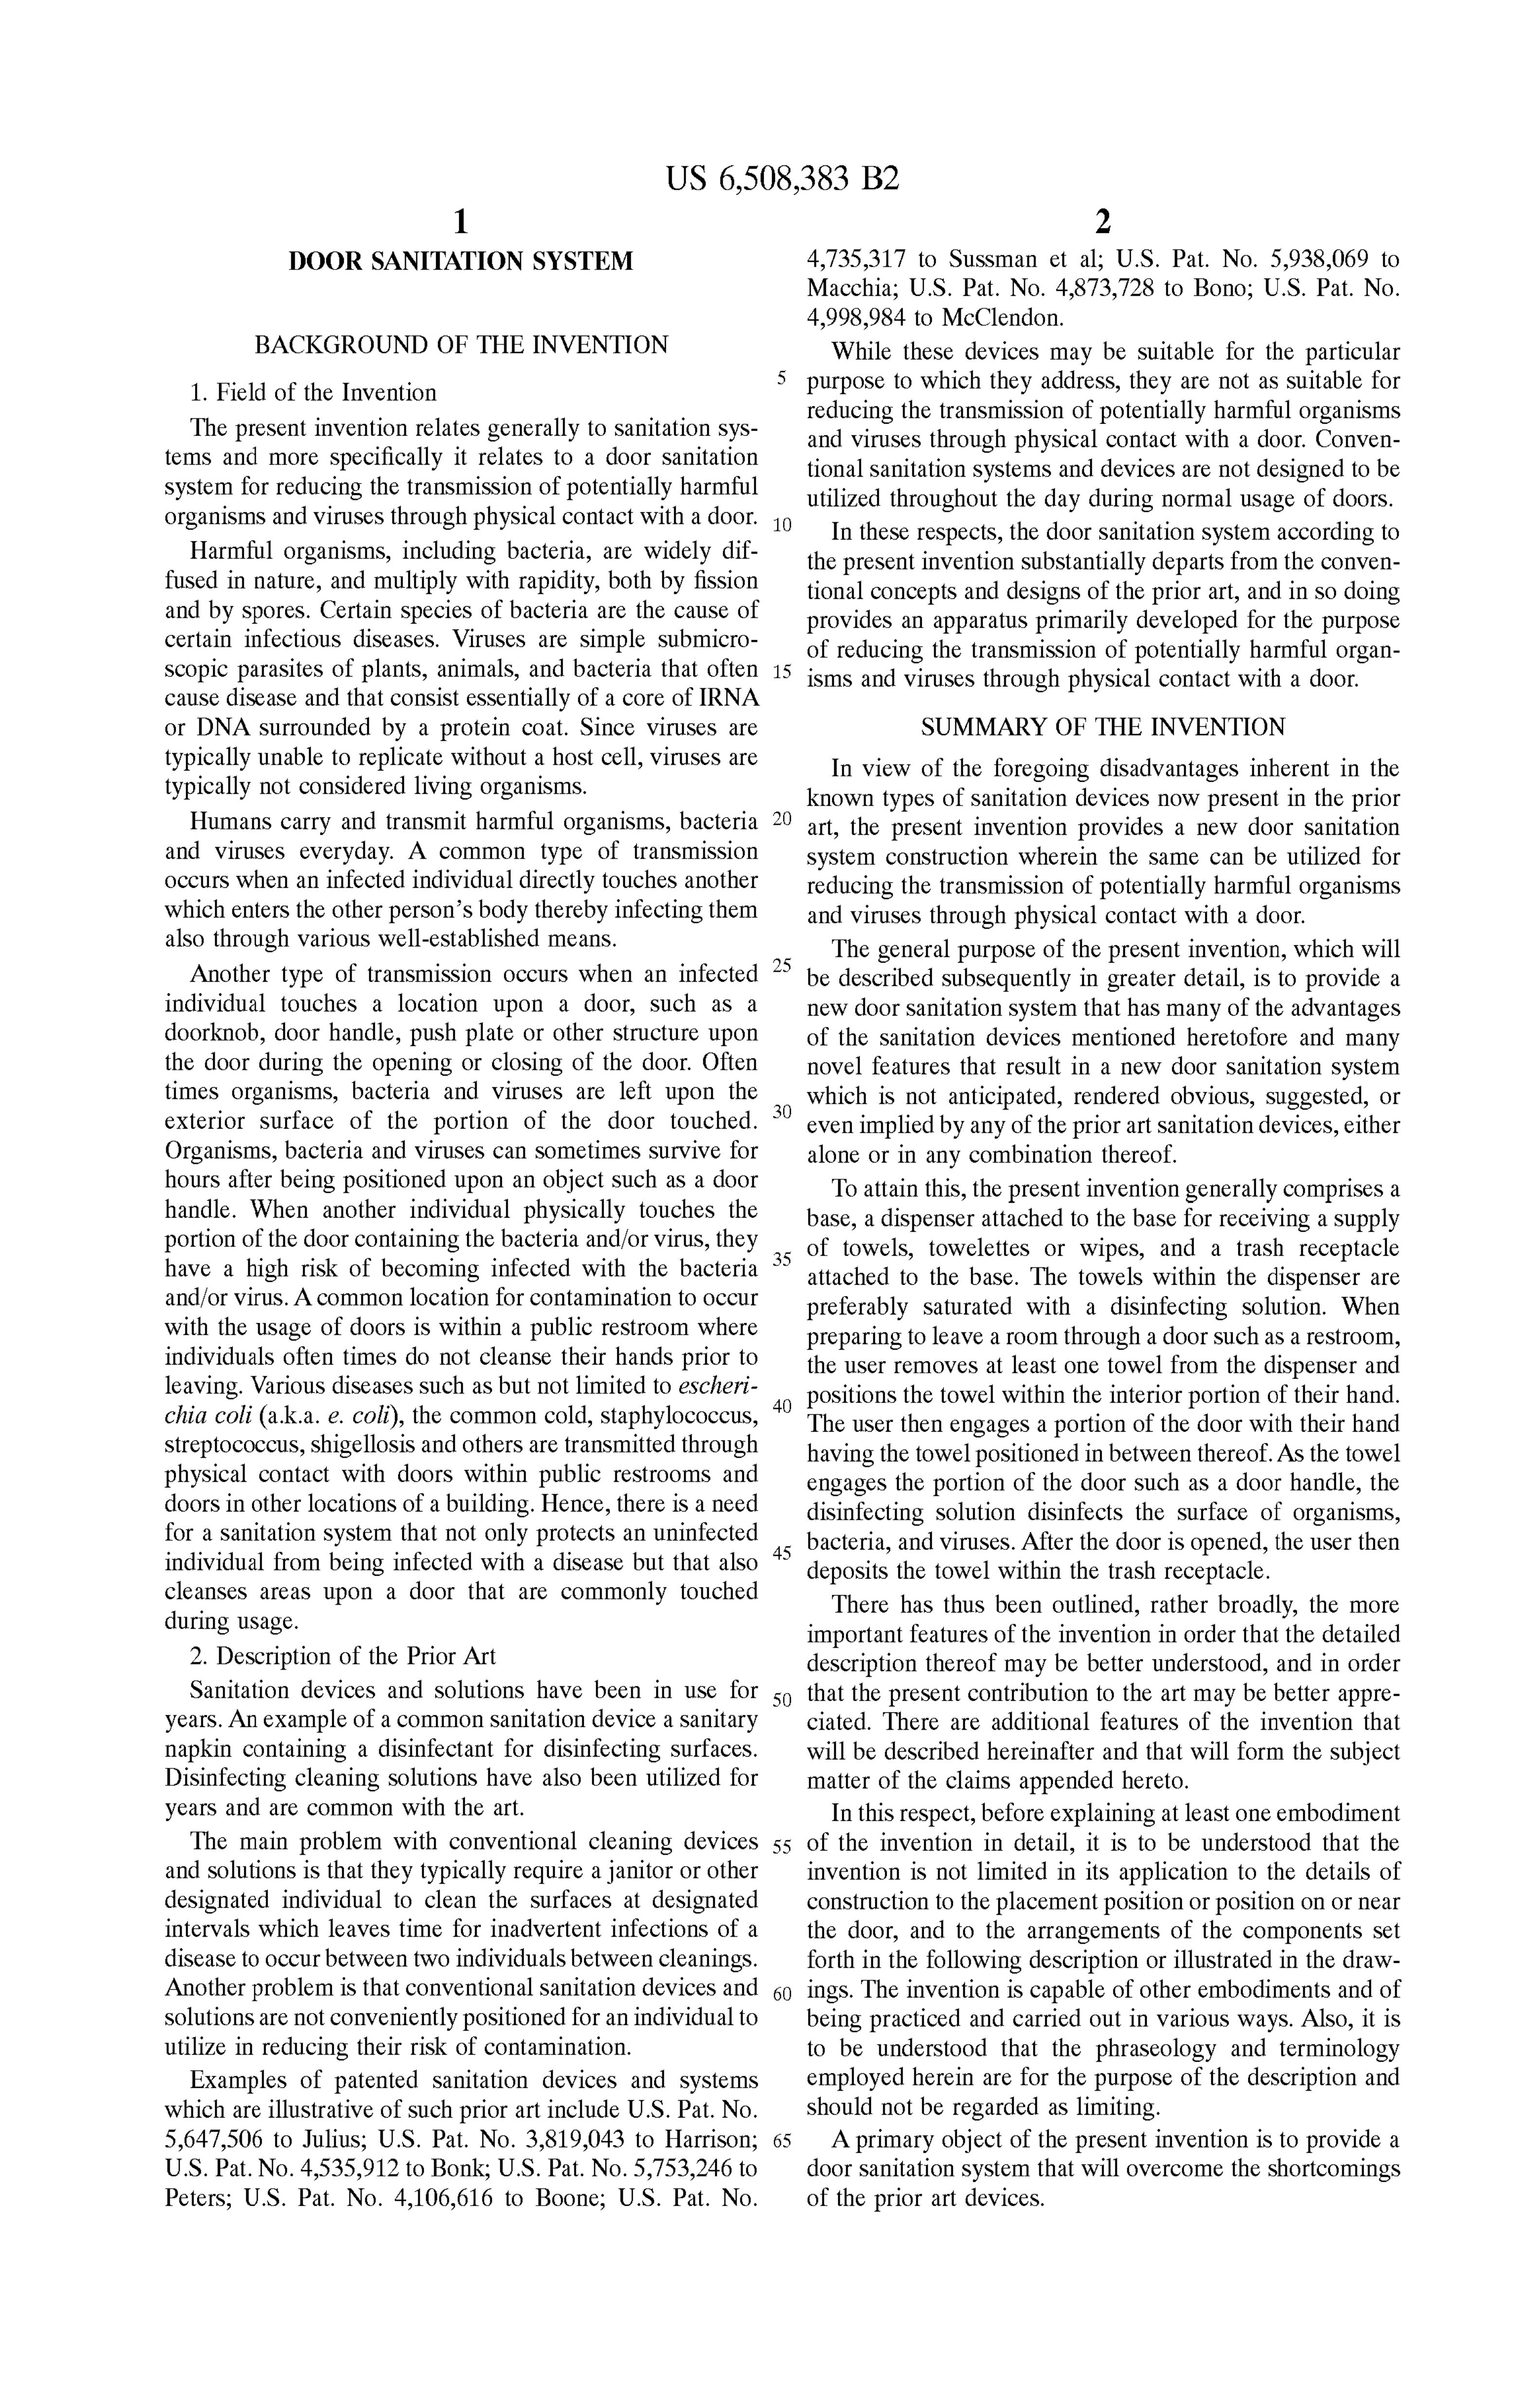 US 6,508,383 B2
1
DOOR SANITATION SYSTEM
BACKGROUND OF THE INVENTION
1. Field of the Invention
The present invention relates generally to sanitation sys-
tems and more specifically it relates to a door sanitation
system for reducing the transmission of potentially harmful
organisms and viruses through physical contact with a door.
Harmful organisms, including bacteria, are widely dif-
fused in nature, and multiply with rapidity, both by fission
and by spores. Certain species of bacteria are the cause of
certain infectious diseases. Viruses are simple submicro-
scopic parasites of plants, animals, and bacteria that often
cause disease and that consist essentially of a core of IRNA
or DNA surrounded by a protein coat. Since viruses are
typically unable to replicate without a host cell, viruses are
typically not considered living organisms.
Humans carry and transmit harmful organisms, bacteria
and viruses everyday. A common type of transmission
occurs when an infected individual directly touches another
which enters the other person's body thereby infecting them
also through various well-established means.
Another type of transmission occurs when an infected
individual touches a location upon a door, such as a
doorknob, door handle, push plate or other structure upon
the door during the opening or closing of the door. Often
times organisms, bacteria and viruses are left upon the
exterior surface of the portion of the door touched.
Organisms, bacteria and viruses can sometimes survive for
hours after being positioned upon an object such as a door
handle. When another individual physically touches the
portion of the door containing the bacteria and/or virus, they
have a high risk of becoming infected with the bacteria
and/or virus. A common location for contamination to occur
with the usage of doors is within a public restroom where
individuals often times do not cleanse their hands prior to
leaving. Various diseases such as but not limited to escheri-
chia coli (a.k.a. e. coli), the common cold, staphylococcus,
streptococcus, shigellosis and others are transmitted through
physical contact with doors within public restrooms and
doors in other locations of a building. Hence, there is a need
for a sanitation system that not only protects an uninfected
individual from being infected with a disease but that also
cleanses areas upon a door that are commonly touched
during usage.
2. Description of the Prior Art
Sanitation devices and solutions have been in use for
years. An example of a common sanitation device a sanitary
napkin containing a disinfectant for disinfecting surfaces.
Disinfecting cleaning solutions have also been utilized for
years and are common with the art.
The main problem with conventional cleaning devices
and solutions is that they typically require a janitor or other
designated individual to clean the surfaces at designated
intervals which leaves time for inadvertent infections of a
disease to occur between two individuals between cleanings.
Another problem is that conventional sanitation devices and
solutions are not conveniently positioned for an individual to
utilize in reducing their risk of contamination.
Examples of patented sanitation devices and systems
which are illustrative of such prior art include U.S. Pat. No.
5,647,506 to Julius; U.S. Pat. No. 3,819,043 to Harrison;
U.S. Pat. No. 4,535,912 to Bonk; U.S. Pat. No. 5,753,246 to
Peters; U.S. Pat. No. 4,106,616 to Boone; U.S. Pat. No.
5
10
15
20
25
30
35
40
45
50
55
60
65
2
4,735,317 to Sussman et al; U.S. Pat. No. 5,938,069 to
Macchia; U.S. Pat. No. 4,873,728 to Bono; U.S. Pat. No.
4,998,984 to McClendon.
While these devices may be suitable for the particular
purpose to which they address, they are not as suitable for
reducing the transmission of potentially harmful organisms
and viruses through physical contact with a door. Conven-
tional sanitation systems and devices are not designed to be
utilized throughout the day during normal usage of doors.
In these respects, the door sanitation system according to
the present invention substantially departs from the conven-
tional concepts and designs of the prior art, and in so doing
provides an apparatus primarily developed for the purpose
of reducing the transmission of potentially harmful organ-
isms and viruses through physical contact with a door.
SUMMARY OF THE INVENTION
In view of the foregoing disadvantages inherent in the
known types of sanitation devices now present in the prior
art, the present invention provides a new door sanitation
system construction wherein the same can be utilized for
reducing the transmission of potentially harmful organisms
and viruses through physical contact with a door.
The general purpose of the present invention, which will
be described subsequently in greater detail, is to provide a
new door sanitation system that has many of the advantages
of the sanitation devices mentioned heretofore and many
novel features that result in a new door sanitation system
which is not anticipated, rendered obvious, suggested, or
even implied by any of the prior art sanitation devices, either
alone or in any combination thereof.
To attain this, the present invention generally comprises a
base, a dispenser attached to the base for receiving a supply
of towels, towelettes or wipes, and a trash receptacle
attached to the base. The towels within the dispenser are
preferably saturated with a disinfecting solution. When
preparing to leave a room through a door such as a restroom,
the user removes at least one towel from the dispenser and
positions the towel within the interior portion of their hand.
The user then engages a portion of the door with their hand
having the towel positioned in between thereof. As the towel
engages the portion of the door such as a door handle, the
disinfecting solution disinfects the surface of organisms,
bacteria, and viruses. After the door is opened, the user then
deposits the towel within the trash receptacle.
There has thus been outlined, rather broadly, the more
important features of the invention in order that the detailed
description thereof may be better understood, and in order
that the present contribution to the art may be better appre-
ciated. There are additional features of the invention that
will be described hereinafter and that will form the subject
matter of the claims appended hereto.
In this respect, before explaining at least one embodiment
of the invention in detail, it is to be understood that the
invention is not limited in its application to the details of
construction to the placement position or position on or near
the door, and to the arrangements of the components set
forth in the following description or illustrated in the draw-
ings. The invention is capable of other embodiments and of
being practiced and carried out in various ways. Also, it is
to be understood that the phraseology and terminology
employed herein are for the purpose of the description and
should not be regarded as limiting.
A primary object of the present invention is to provide a
door sanitation system that will overcome the shortcomings
of the prior art devices.